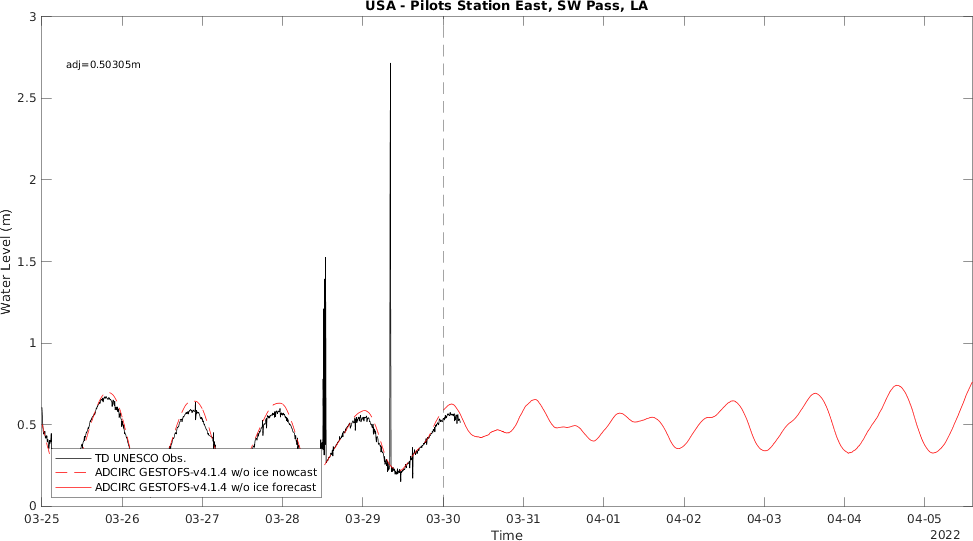 USA - Pilots Station East, SW Pass, LA
adj=0.50305m
3
2.5
2
1.5
1
0.5
0
Water Level (m)
TD UNESCO Obs.
ADCIRC GESTOFS-v4.1.4 w/o ice nowcast
ADCIRC GESTOFS-v4.1.4 w/o ice forecast
03-25 03-26 03-27 03-28 03-29 03-30 03-31 04-01 04-02 04-03 04-04 04-05
Time
2022